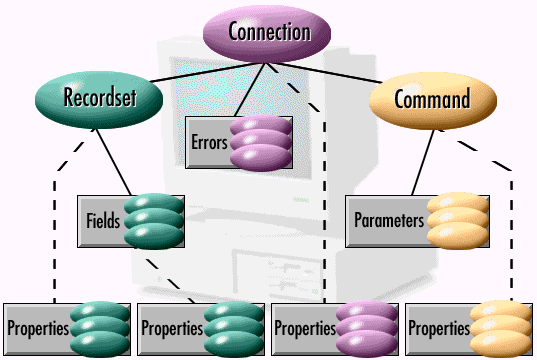 Connection
Recordset
Command
Errors
Fields
Parameters
Properties
Properties
Properties
Properties